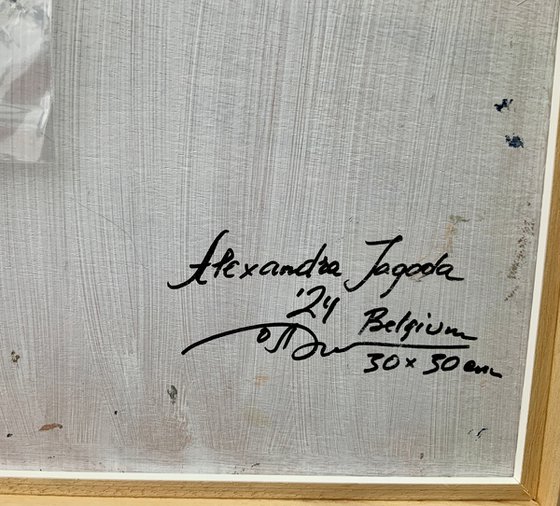 Alexandra Jagoda
'24 Belgium
30 × 30 cm